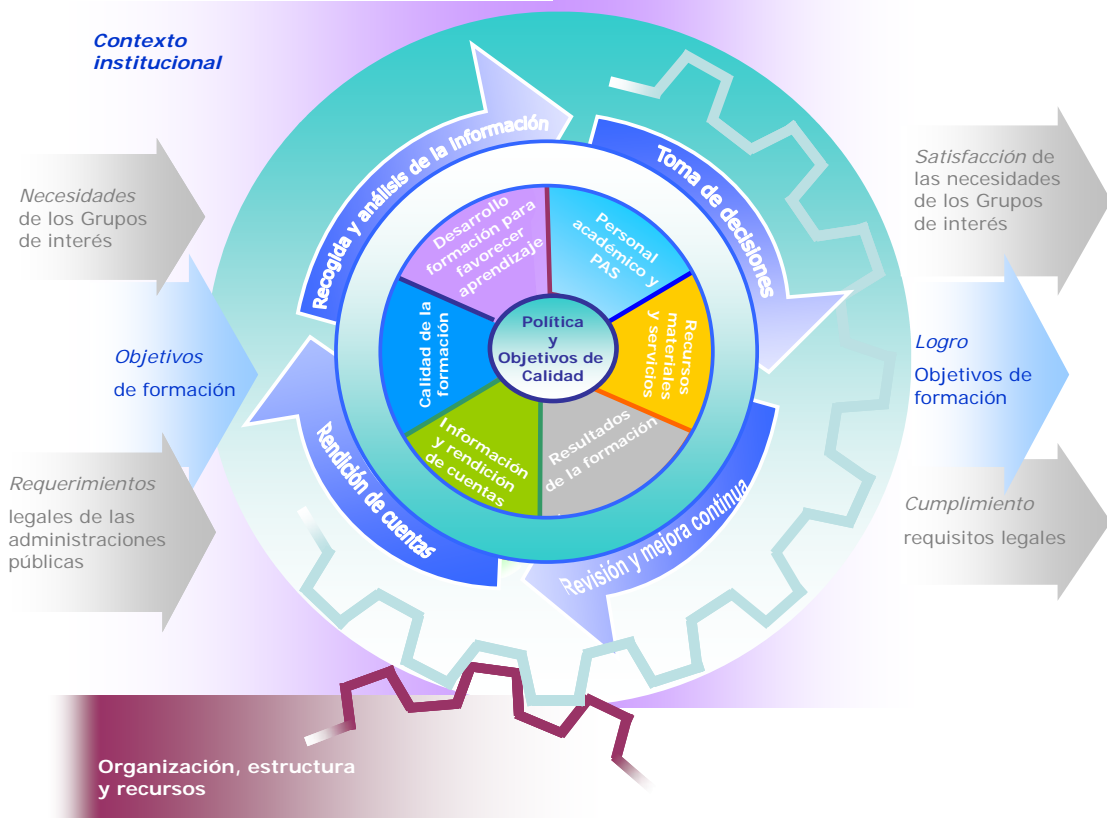 Contexto
institucional
Necesidades
de los Grupos
de interés
Objetivos
de formación
Requerimientos
legales de las
administraciones
públicas
Recogida y análisis de la información
Toma de decisiones
Revisión y mejora continua
Rendición de cuentas
Desarrollo
formación para
favorecer
aprendizaje
Personal
académico y
PAS
Recursos
materiales
y servicios
Resultados
de la formación
Información
y rendición
de cuentas
Calidad de la
formación
Política
y
Objetivos de
Calidad
Satisfacción de
las necesidades
de los Grupos
de interés
Logro
Objetivos de
formación
Cumplimiento
requisitos legales
Organización, estructura
y recursos